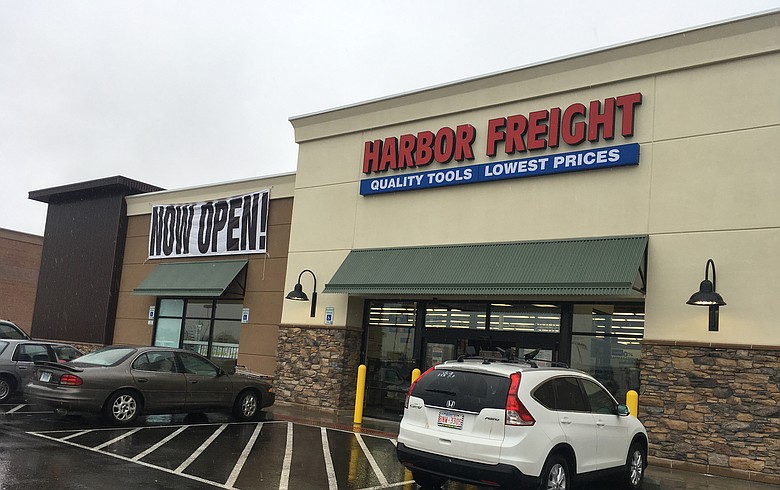 HARBOR FREIGHT
QUALITY TOOLS LOWEST PRICES
NOW OPEN!